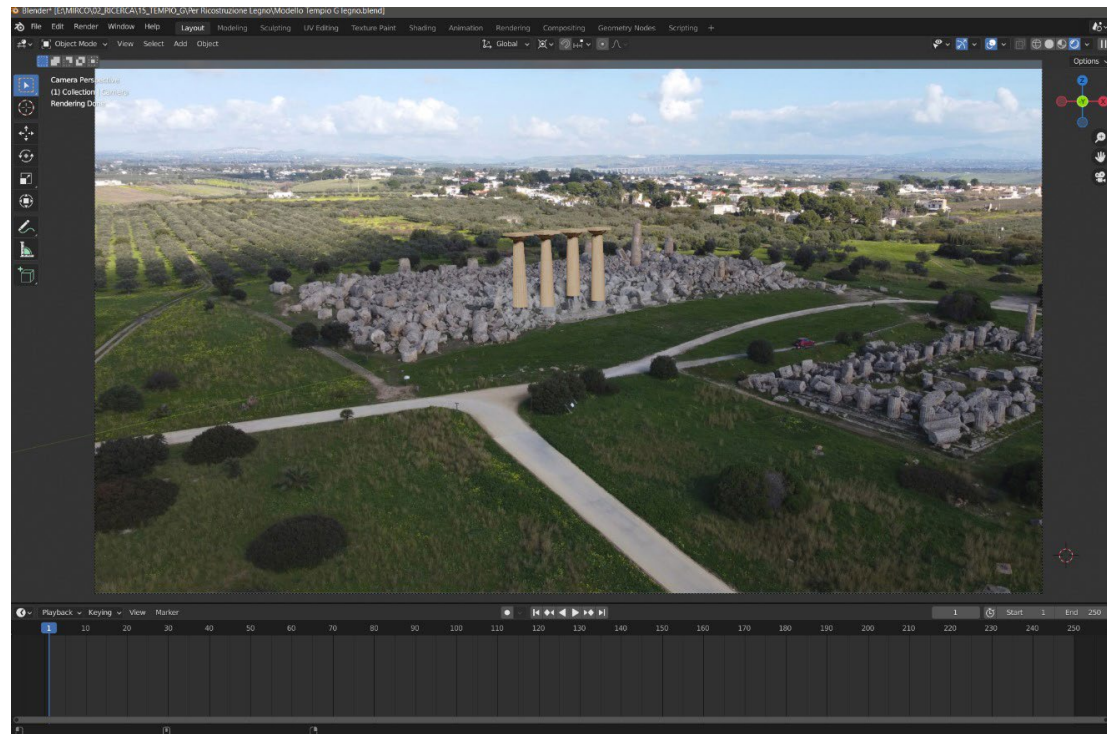 Blender* [E:\MIRCO\02_RICERCA\15_TEMPIO_G\Per Ricostruzione Legno\Modello Tempio G legno.blend]
File Edit Render Window Help Layout Modeling Sculpting UV Editing Texture Paint Shading Animation Rendering Compositing Geometry Nodes Scripting +
Object Mode View Select Add Object Global
Options
Camera Perspective
(1) Collection | Camera
Rendering Done
Z
-Y
X
Playback Keying View Marker 1 Start 1 End 250
1 10 20 30 40 50 60 70 80 90 100 110 120 130 140 150 160 170 180 190 200 210 220 230 240 250